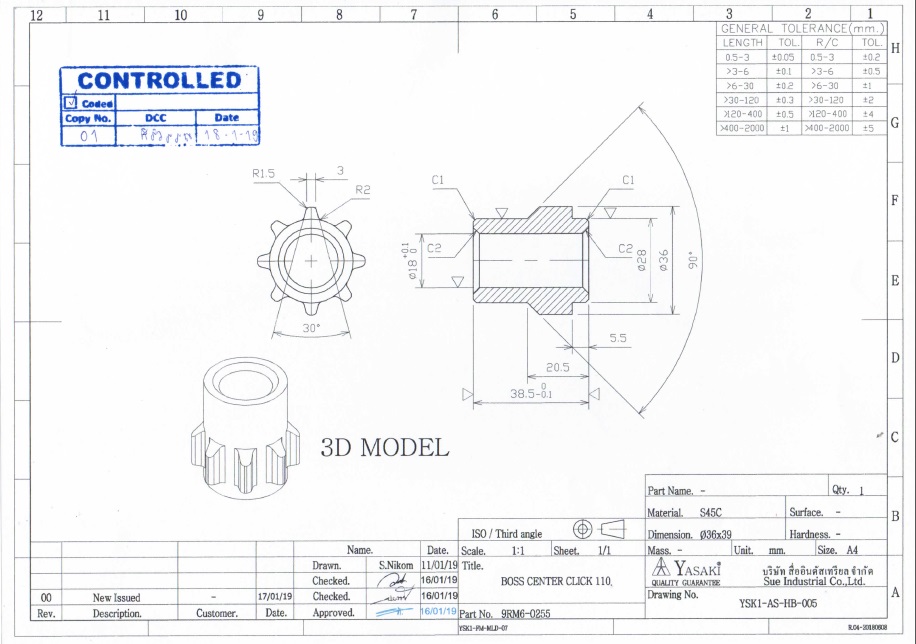 12 11 10 9 8 7 6 5 4 3 2 1
GENERAL TOLERANCE(mm.)
LENGTH TOL. R/C TOL.
0.5-3 ±0.05 0.5-3 ±0.2
>3-6 ±0.1 >3-6 ±0.5
>6-30 ±0.2 >6-30 ±1
>30-120 ±0.3 >30-120 ±2
>120-400 ±0.5 >120-400 ±4
>400-2000 ±1 >400-2000 ±5
H
G
F
E
D
C
B
A
CONTROLLED
Coded
Copy No. DCC Date
01 18-1-19
R1.5
3
R2
30°
C1
C1
C2
C2
ø18 +0.1 0
ø28
ø36
90°
5.5
20.5
38.5 0 -0.1
3D MODEL
Part Name. - Qty. 1
Material. S45C Surface. -
Dimension. Ø36x39 Hardness. -
Mass. - Unit. mm. Size. A4
ISO / Third angle
Scale. 1:1 Sheet. 1/1
Title.
BOSS CENTER CLICK 110.
Part No. 9RM6-0255
YASAKI
QUALITY GUARANTEE
บริษัท สื่ออินดัสเทรียล จำกัด
Sue Industrial Co.,Ltd.
Drawing No.
YSK1-AS-HB-005
Name. Date.
Drawn. S.Nikom 11/01/19
Checked. 16/01/19
00 New Issued - 17/01/19 Checked. 16/01/19
Rev. Description. Customer. Date. Approved. 16/01/19
YSK1-FM-MLD-07
R.04-20180608